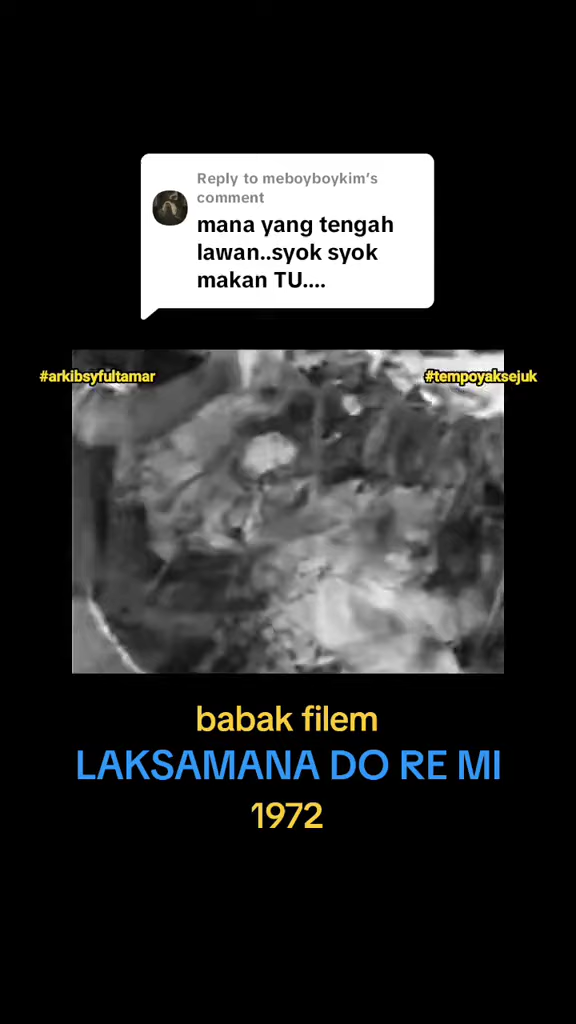 Reply to meboyboykim's
comment
mana yang tengah
lawan..syok syok
makan TU....
#arkibsyfultamar
#tempoyaksejuk
babak filem
LAKSAMANA DO RE MI
1972